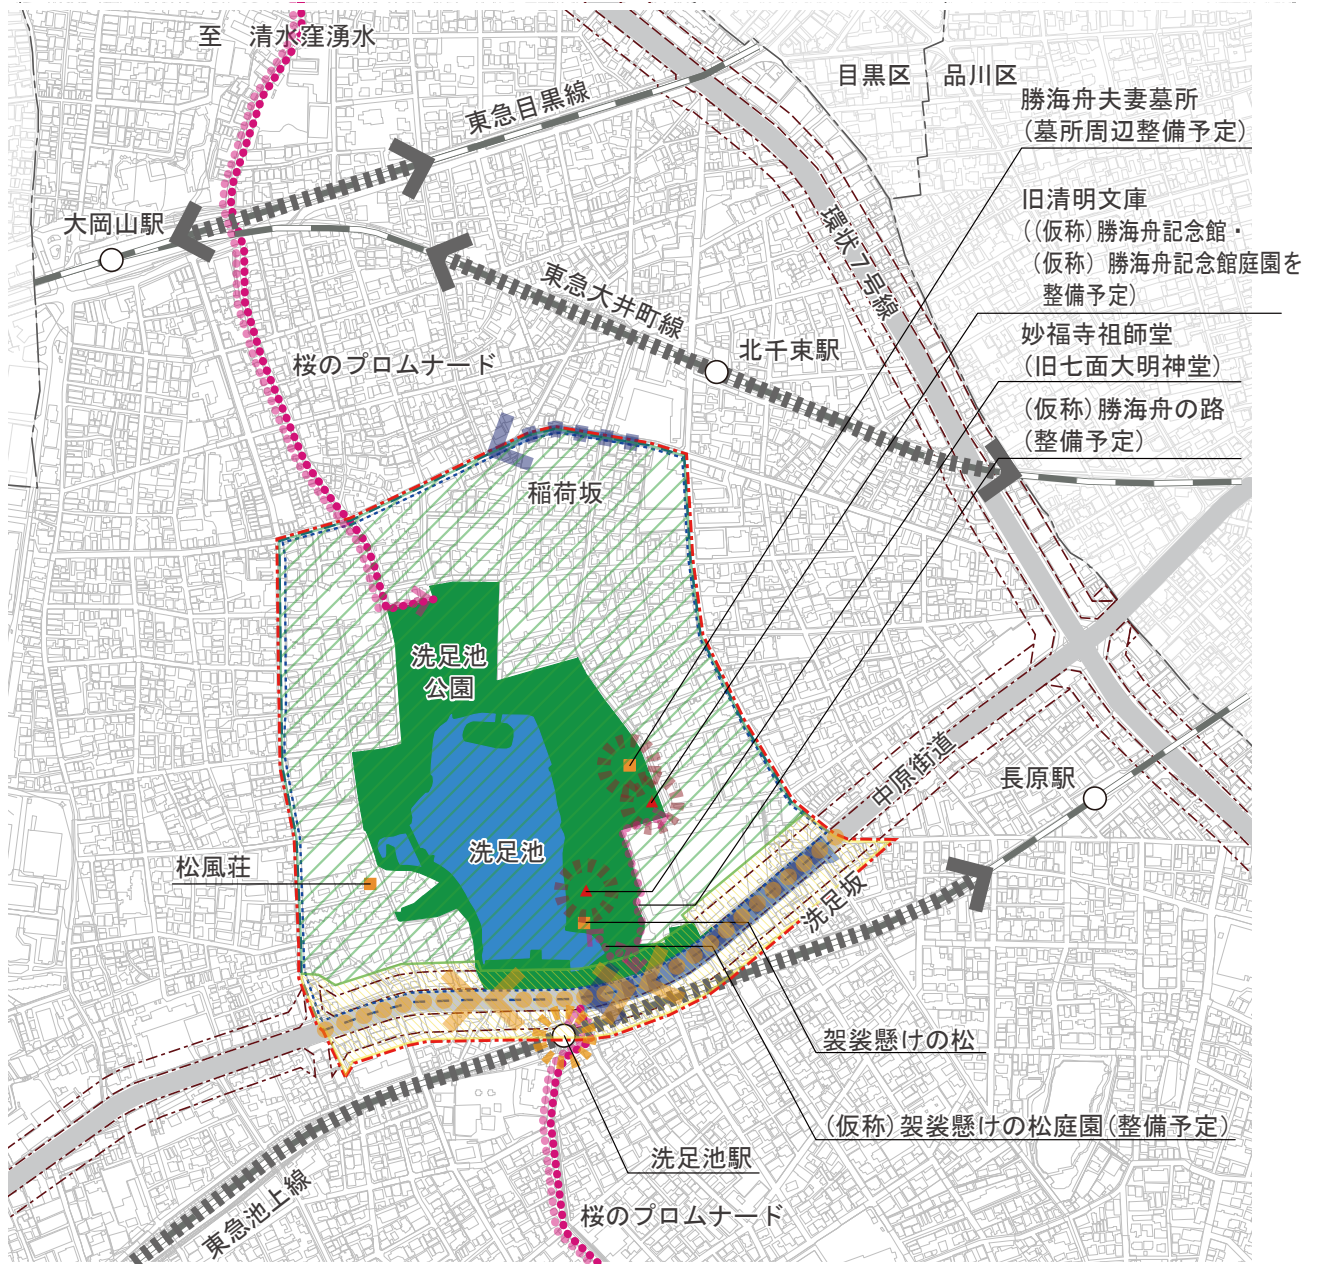 至　清水窪湧水
目黒区
品川区
東急目黒線
勝海舟夫妻墓所
(墓所周辺整備予定)
大岡山駅
旧清明文庫
((仮称)勝海舟記念館・
(仮称) 勝海舟記念館庭園を
整備予定)
環状7号線
東急大井町線
妙福寺祖師堂
(旧七面大明神堂)
北千束駅
桜のプロムナード
(仮称)勝海舟の路
(整備予定)
稲荷坂
洗足池
公園
中原街道
長原駅
洗足池
松風荘
洗足坂
袈裟懸けの松
(仮称)袈裟懸けの松庭園(整備予定)
洗足池駅
東急池上線
桜のプロムナード